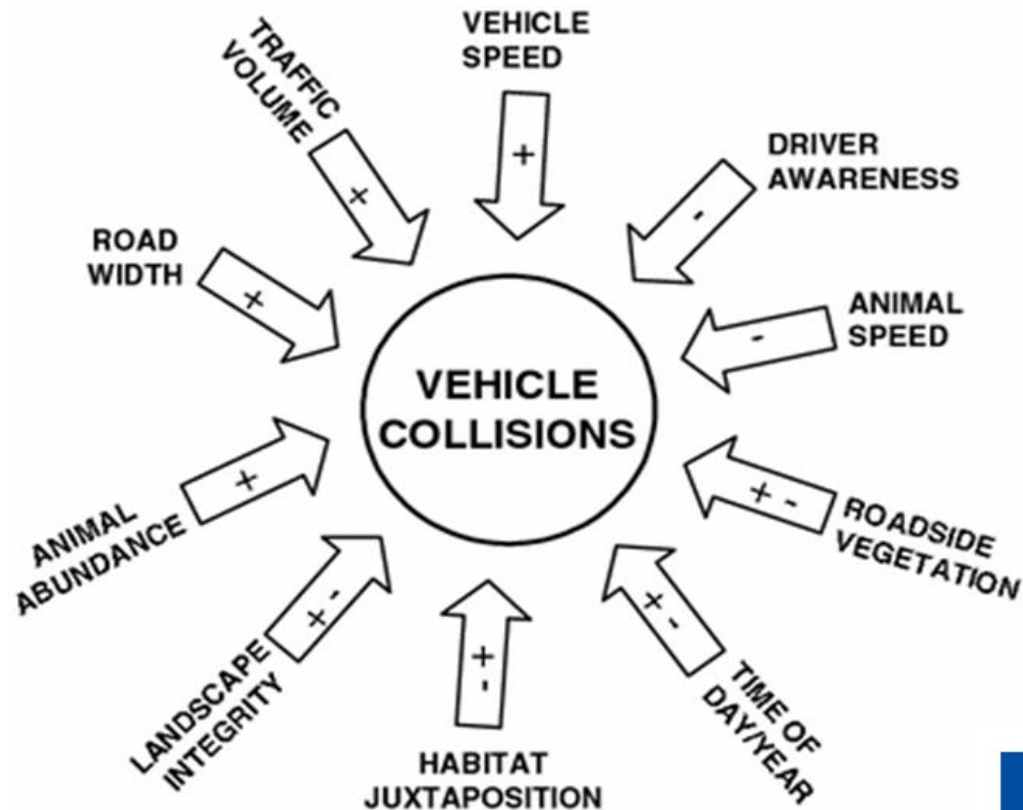 VEHICLE
SPEED
+
TRAFFIC
VOLUME
+
DRIVER
AWARENESS
-
ROAD
WIDTH
+
ANIMAL
SPEED
-
VEHICLE
COLLISIONS
ANIMAL
ABUNDANCE
+
ROADSIDE
VEGETATION
+ -
LANDSCAPE
INTEGRITY
+ -
HABITAT
JUXTAPOSITION
+
-
TIME OF
DAY/YEAR
+ -